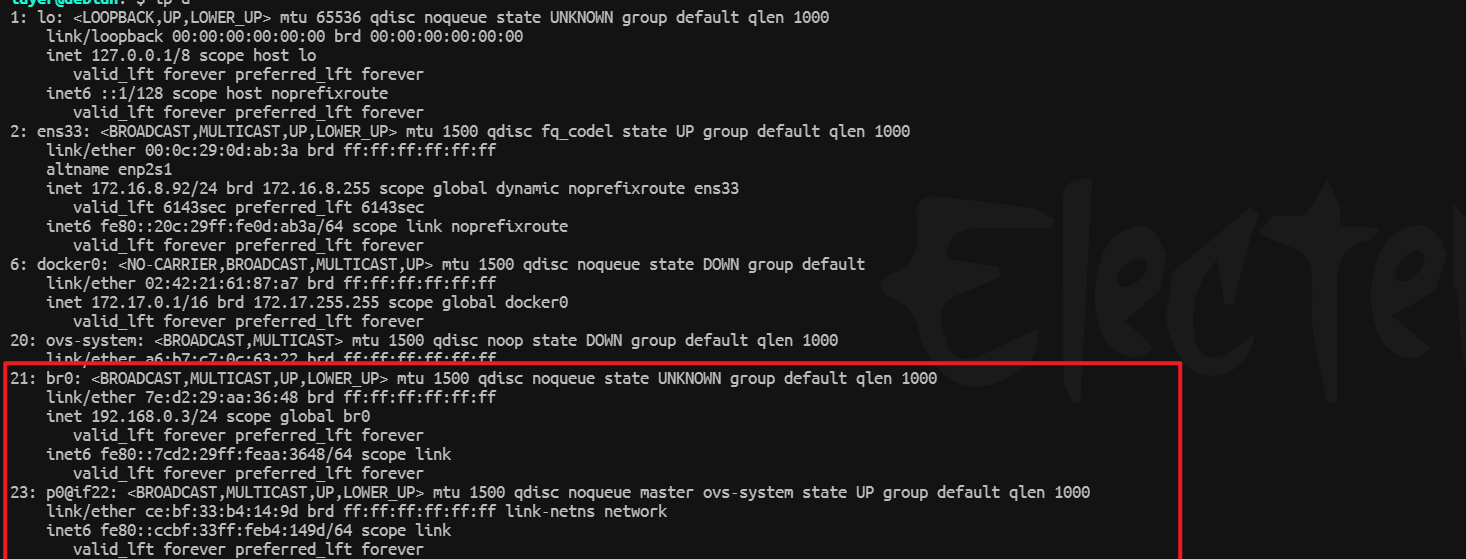 1: lo: <LOOPBACK,UP,LOWER_UP> mtu 65536 qdisc noqueue state UNKNOWN group default qlen 1000
    link/loopback 00:00:00:00:00:00 brd 00:00:00:00:00:00
    inet 127.0.0.1/8 scope host lo
       valid_lft forever preferred_lft forever
    inet6 ::1/128 scope host noprefixroute
       valid_lft forever preferred_lft forever
2: ens33: <BROADCAST,MULTICAST,UP,LOWER_UP> mtu 1500 qdisc fq_codel state UP group default qlen 1000
    link/ether 00:0c:29:0d:ab:3a brd ff:ff:ff:ff:ff:ff
    altname enp2s1
    inet 172.16.8.92/24 brd 172.16.8.255 scope global dynamic noprefixroute ens33
       valid_lft 6143sec preferred_lft 6143sec
    inet6 fe80::20c:29ff:fe0d:ab3a/64 scope link noprefixroute
       valid_lft forever preferred_lft forever
6: docker0: <NO-CARRIER,BROADCAST,MULTICAST,UP> mtu 1500 qdisc noqueue state DOWN group default
    link/ether 02:42:21:61:87:a7 brd ff:ff:ff:ff:ff:ff
    inet 172.17.0.1/16 brd 172.17.255.255 scope global docker0
       valid_lft forever preferred_lft forever
20: ovs-system: <BROADCAST,MULTICAST> mtu 1500 qdisc noop state DOWN group default qlen 1000
    link/ether a6:b7:c7:0c:63:22 brd ff:ff:ff:ff:ff:ff
21: br0: <BROADCAST,MULTICAST,UP,LOWER_UP> mtu 1500 qdisc noqueue state UNKNOWN group default qlen 1000
    link/ether 7e:d2:29:aa:36:48 brd ff:ff:ff:ff:ff:ff
    inet 192.168.0.3/24 scope global br0
       valid_lft forever preferred_lft forever
    inet6 fe80::7cd2:29ff:feaa:3648/64 scope link
       valid_lft forever preferred_lft forever
23: p0@if22: <BROADCAST,MULTICAST,UP,LOWER_UP> mtu 1500 qdisc noqueue master ovs-system state UP group default qlen 1000
    link/ether ce:bf:33:b4:14:9d brd ff:ff:ff:ff:ff:ff link-netns network
    inet6 fe80::ccbf:33ff:feb4:149d/64 scope link
       valid_lft forever preferred_lft forever